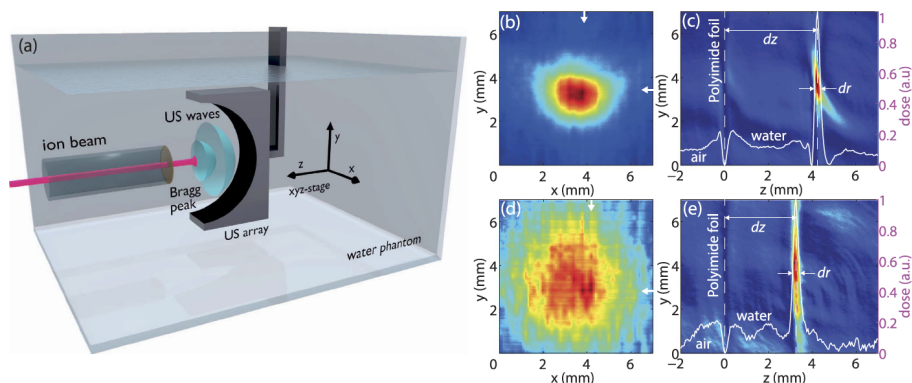 (a)
ion beam
US waves
Bragg
peak
US array
y
z
x
xyz-stage
water phantom
(b)
y (mm)
6
4
2
0
0 2 4 6
x (mm)
(c)
Polyimide foil
dz
dr
water
air
y (mm)
6
4
2
0
−2 0 2 4 6
z (mm)
1
0.8
0.6
0.4
0.2
0
dose (a.u)
(d)
y (mm)
6
4
2
0
0 2 4 6
x (mm)
(e)
Polyimide foil
dz
dr
water
air
y (mm)
6
4
2
0
−2 0 2 4 6
z (mm)
1
0.8
0.6
0.4
0.2
0
dose (a.u.)